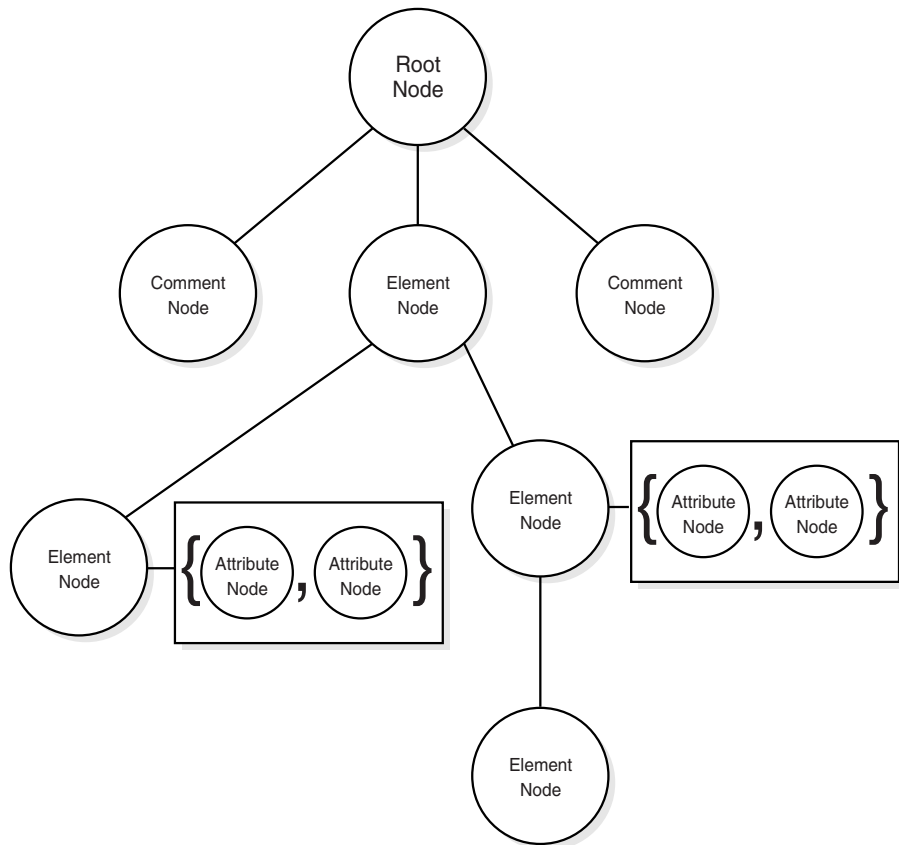 Root
Node
Comment
Node
Element
Node
Comment
Node
Element
Node
{ Attribute
Node , Attribute
Node }
Element
Node
{ Attribute
Node , Attribute
Node }
Element
Node